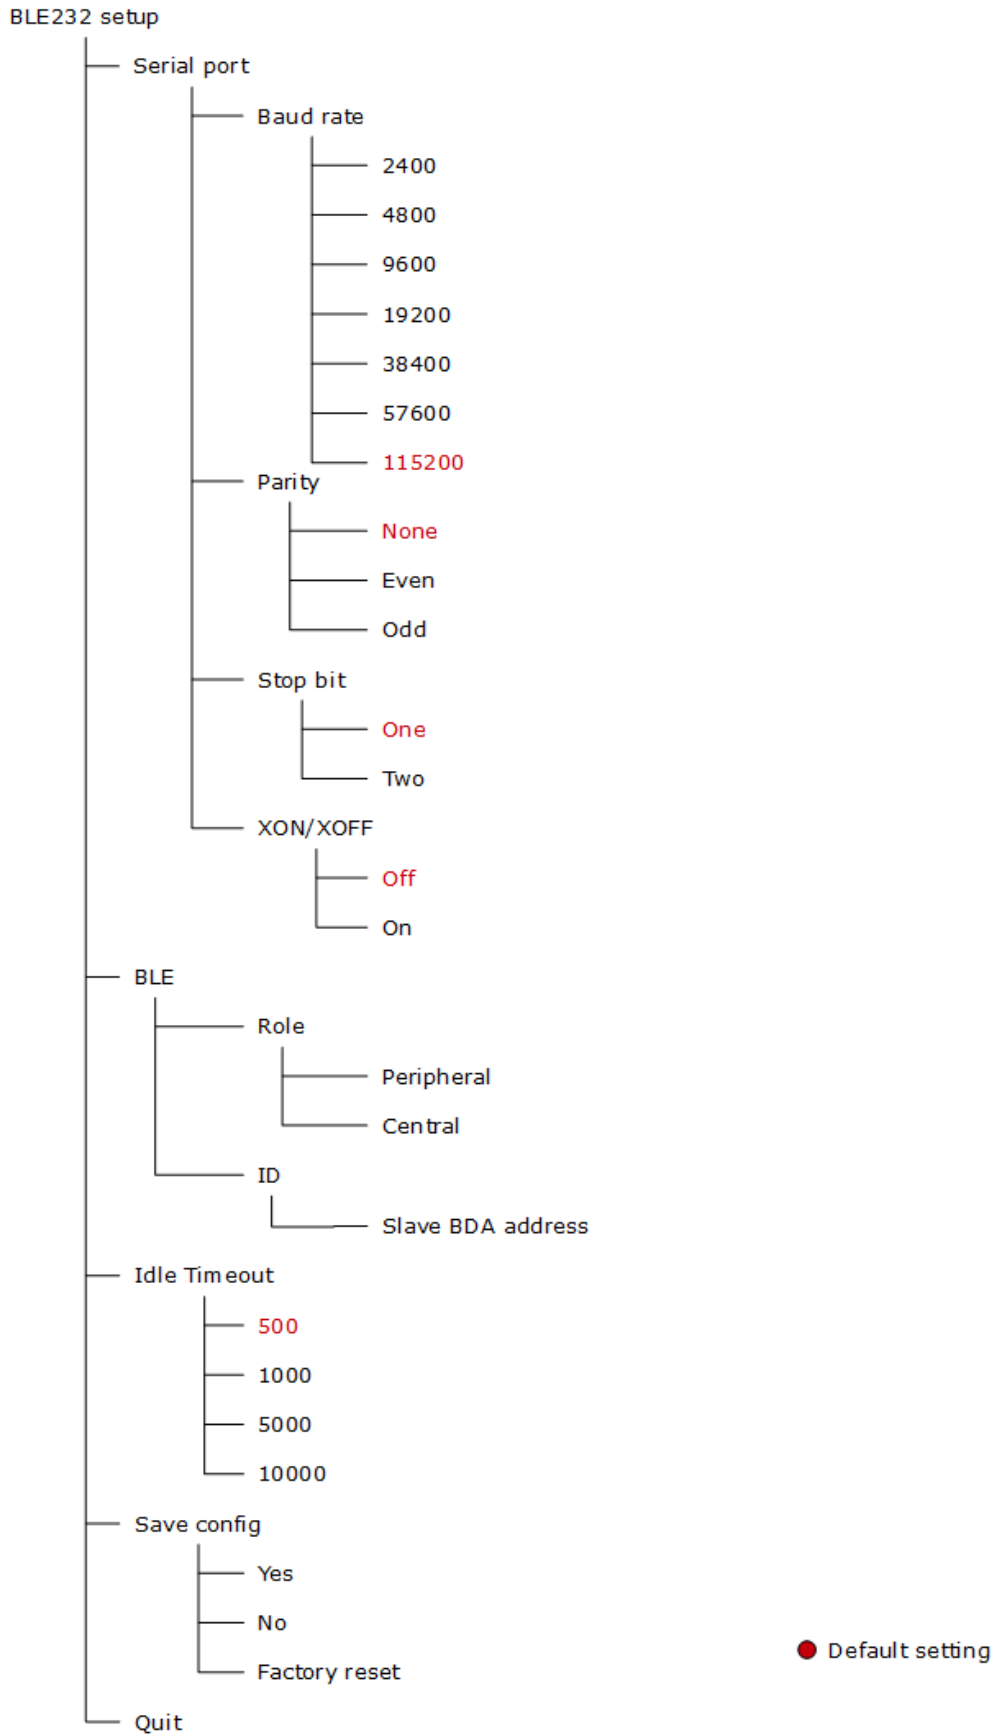 BLE232 setup
Serial port
Baud rate
2400
4800
9600
19200
38400
57600
115200
Parity
None
Even
Odd
Stop bit
One
Two
XON/XOFF
Off
On
BLE
Role
Peripheral
Central
ID
Slave BDA address
Idle Timeout
500
1000
5000
10000
Save config
Yes
No
Factory reset
Default setting
Quit